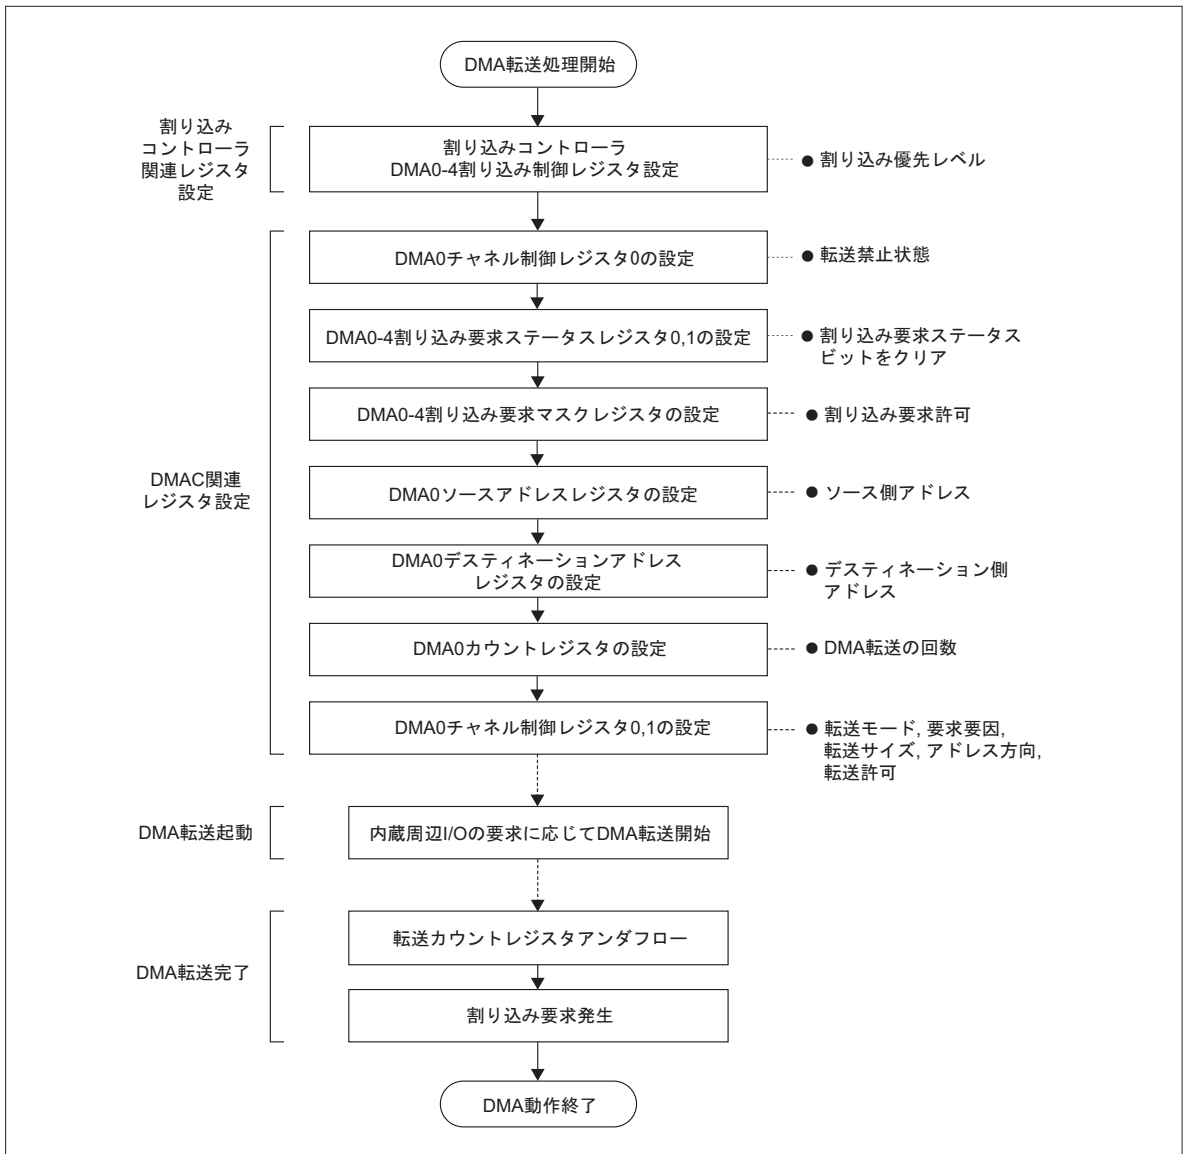 DMA転送処理開始
割り込み
コントローラ
関連レジスタ
設定
割り込みコントローラ
DMA0-4割り込み制御レジスタ設定
● 割り込み優先レベル
DMAC関連
レジスタ設定
DMA0チャネル制御レジスタ0の設定
● 転送禁止状態
DMA0-4割り込み要求ステータスレジスタ0,1の設定
● 割り込み要求ステータス
ビットをクリア
DMA0-4割り込み要求マスクレジスタの設定
● 割り込み要求許可
DMA0ソースアドレスレジスタの設定
● ソース側アドレス
DMA0デスティネーションアドレス
レジスタの設定
● デスティネーション側
アドレス
DMA0カウントレジスタの設定
● DMA転送の回数
DMA0チャネル制御レジスタ0,1の設定
● 転送モード, 要求要因,
転送サイズ, アドレス方向,
転送許可
DMA転送起動
内蔵周辺I/Oの要求に応じてDMA転送開始
DMA転送完了
転送カウントレジスタアンダフロー
割り込み要求発生
DMA動作終了